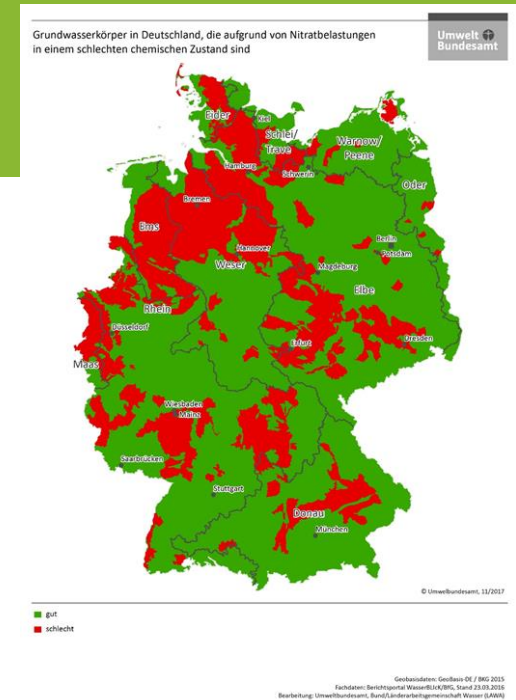 Grundwasserkörper in Deutschland, die aufgrund von Nitratbelastungen
in einem schlechten chemischen Zustand sind
Umwelt
Bundesamt
Eider
Kiel
Schlei/
Trave
Warnow/
Peene
Hamburg
Schwerin
Oder
Bremen
Ems
Berlin
Hannover
Potsdam
Weser
Magdeburg
Elbe
Rhein
Düsseldorf
Dresden
Erfurt
Maas
Wiesbaden
Mainz
Saarbrücken
Stuttgart
Donau
München
© Umweltbundesamt, 11/2017
gut
schlecht
Geobasisdaten: GeoBasis-DE / BKG 2015
Fachdaten: Berichtsportal WasserBLIcK/BfG, Stand 23.03.2016
Bearbeitung: Umweltbundesamt, Bund/Länderarbeitsgemeinschaft Wasser (LAWA)